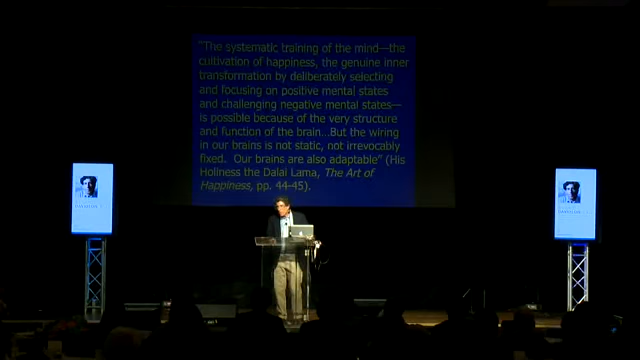 "The systematic training of the mind—the
cultivation of happiness, the genuine inner
transformation by deliberately selecting
and focusing on positive mental states
and challenging negative mental states—
is possible because of the very structure
and function of the brain...But the wiring
in our brains is not static, not irrevocably
fixed.  Our brains are also adaptable" (His
Hollness the Dalai Lama, The Art of
Happiness, pp. 44-45).